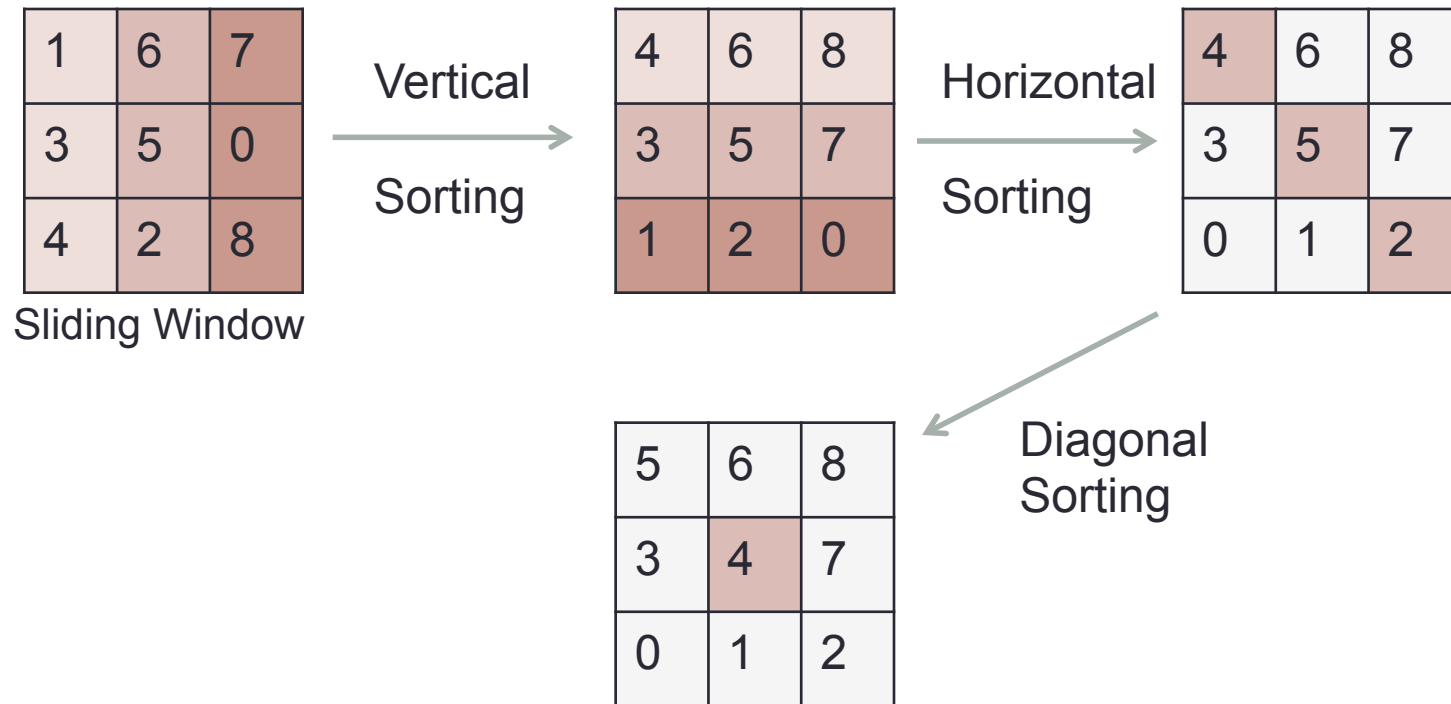 1 6 7
3 5 0
4 2 8
Sliding Window
Vertical
Sorting
4 6 8
3 5 7
1 2 0
Horizontal
Sorting
4 6 8
3 5 7
0 1 2
Diagonal
Sorting
5 6 8
3 4 7
0 1 2